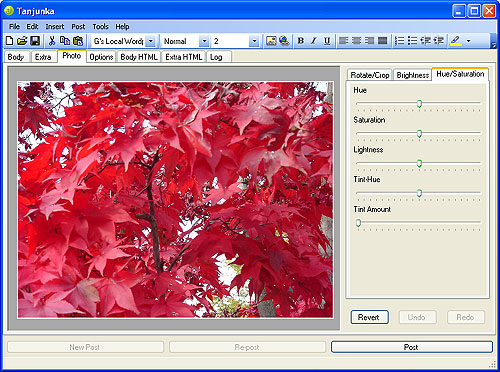 Tanjunka
File Edit Insert Post Tools Help
G's Local Wordp Normal 2 B I U
Body Extra Photo Options Body HTML Extra HTML Log
Rotate/Crop Brightness Hue/Saturation
Hue
Saturation
Lightness
Tint-Hue
Tint Amount
Revert Undo Redo
New Post Re-post Post